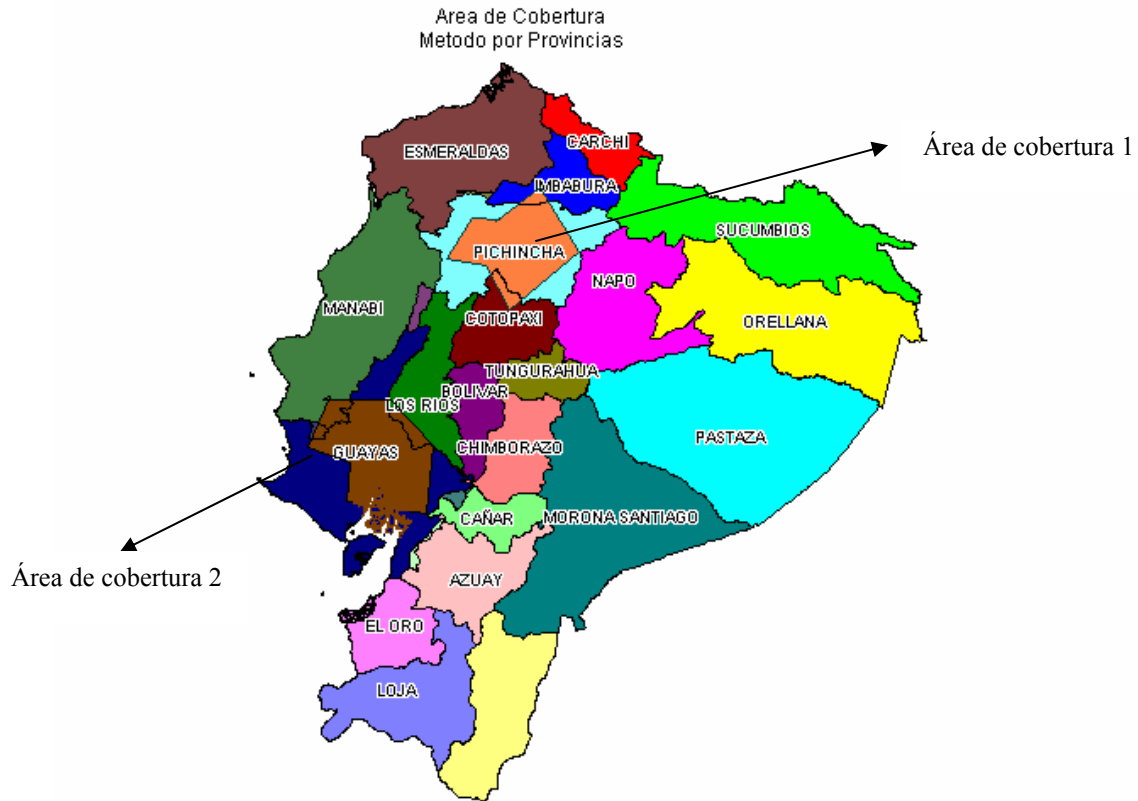 Area de Cobertura
Metodo por Provincias
ESMERALDAS
CARCHI
Área de cobertura 1
IMBABURA
SUCUMBIOS
PICHINCHA
NAPO
MANABI
COTOPAXI
ORELLANA
TUNGURAHUA
BOLIVAR
LOS RIOS
PASTAZA
GUAYAS
CHIMBORAZO
CAÑAR
MORONA SANTIAGO
Área de cobertura 2
AZUAY
EL ORO
LOJA